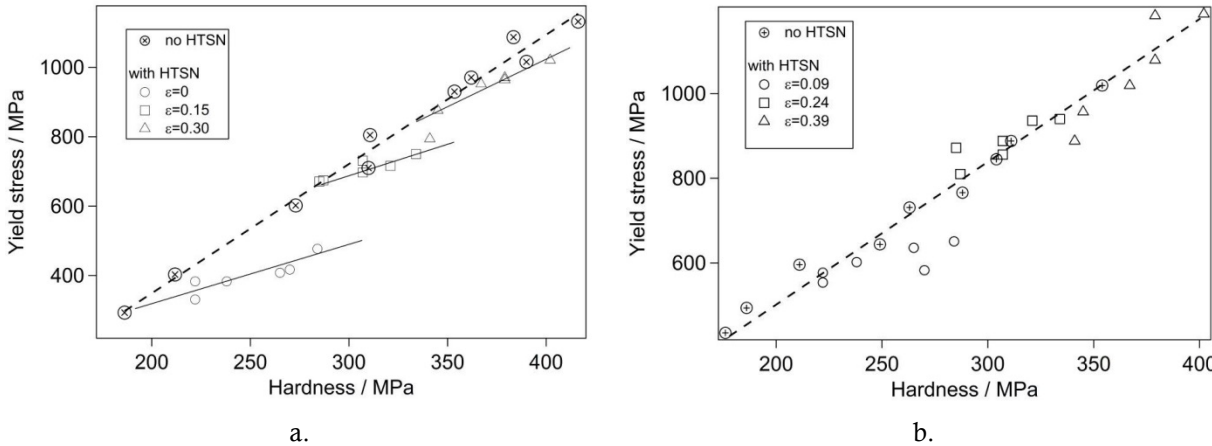 no HTSN
with HTSN
ε=0
ε=0.15
ε=0.30
1000
800
600
400
Yield stress / MPa
200
250
300
350
400
Hardness / MPa
a.
no HTSN
with HTSN
ε=0.09
ε=0.24
ε=0.39
1000
800
600
Yield stress / MPa
200
250
300
350
400
Hardness / MPa
b.